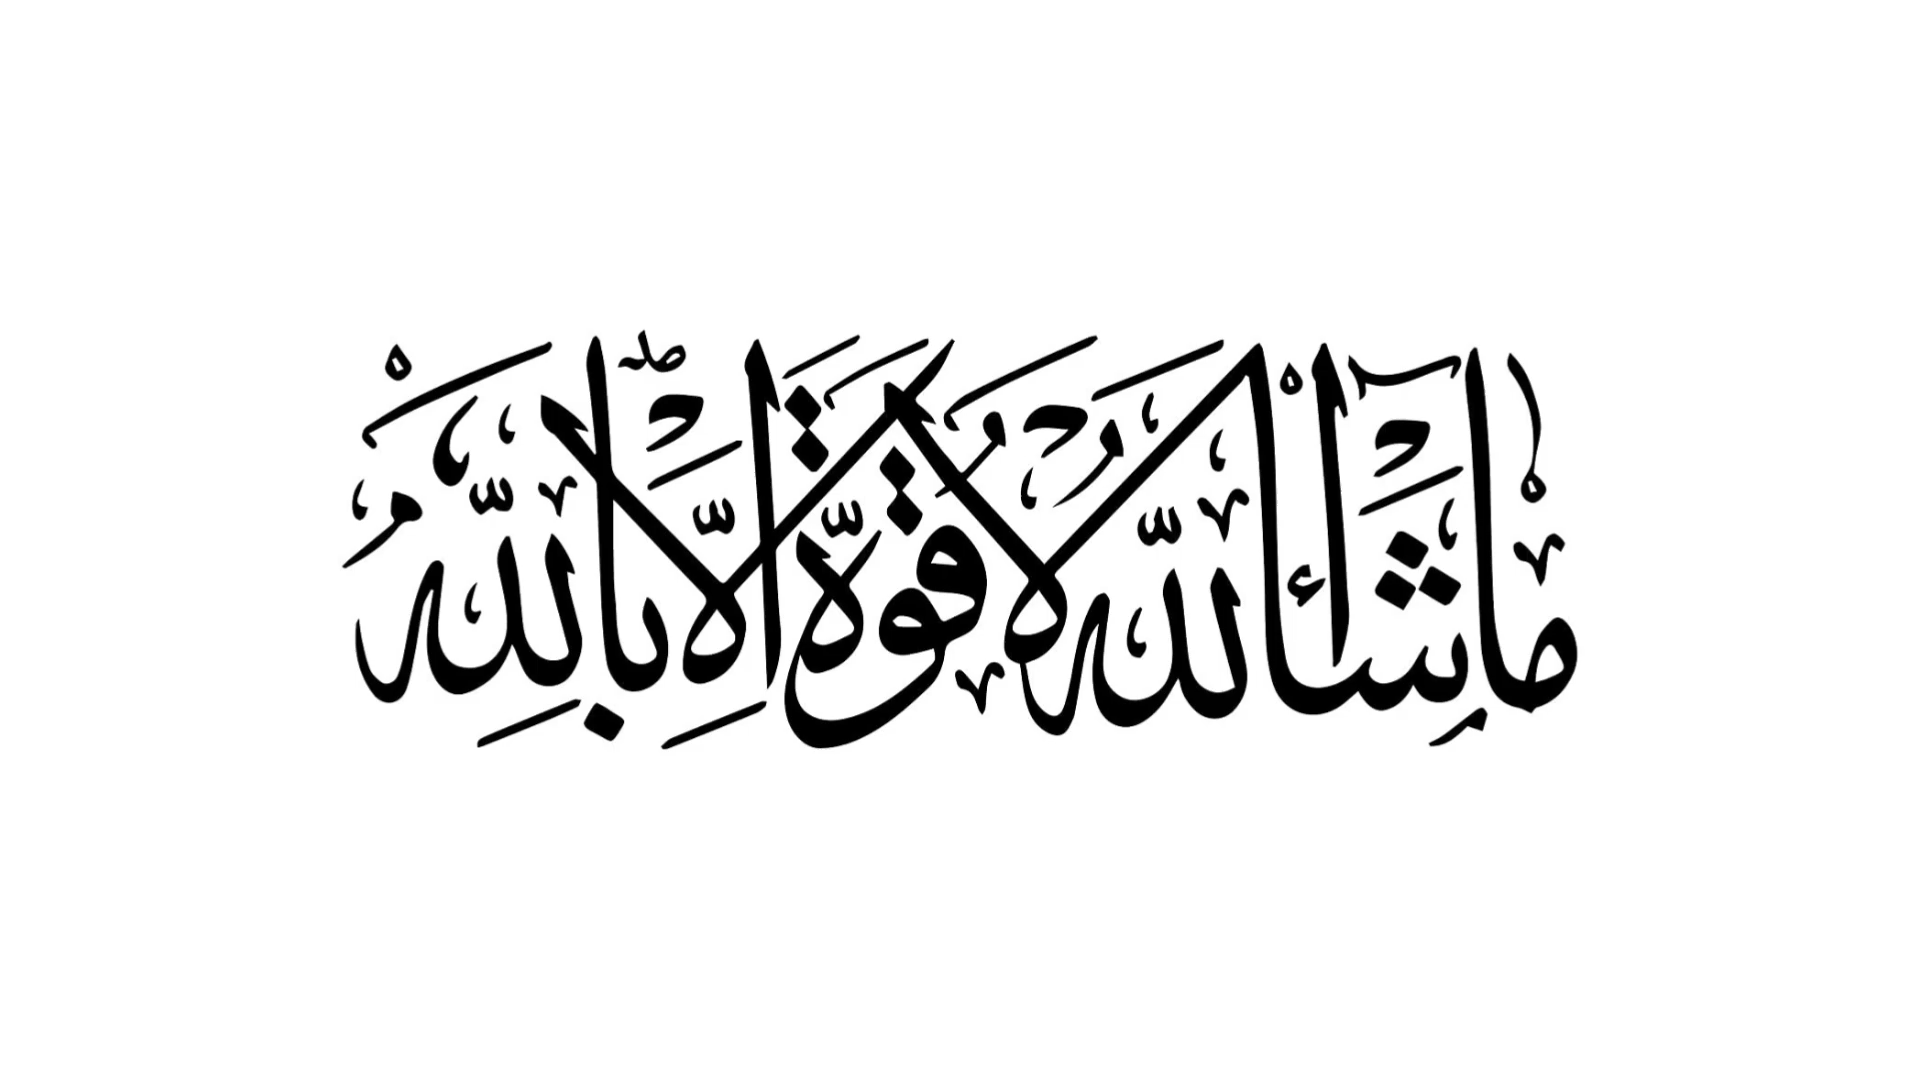 مَا شَاءَ اللّٰهُ لَا قُوَّةَ اِلَّا بِاللّٰهِ